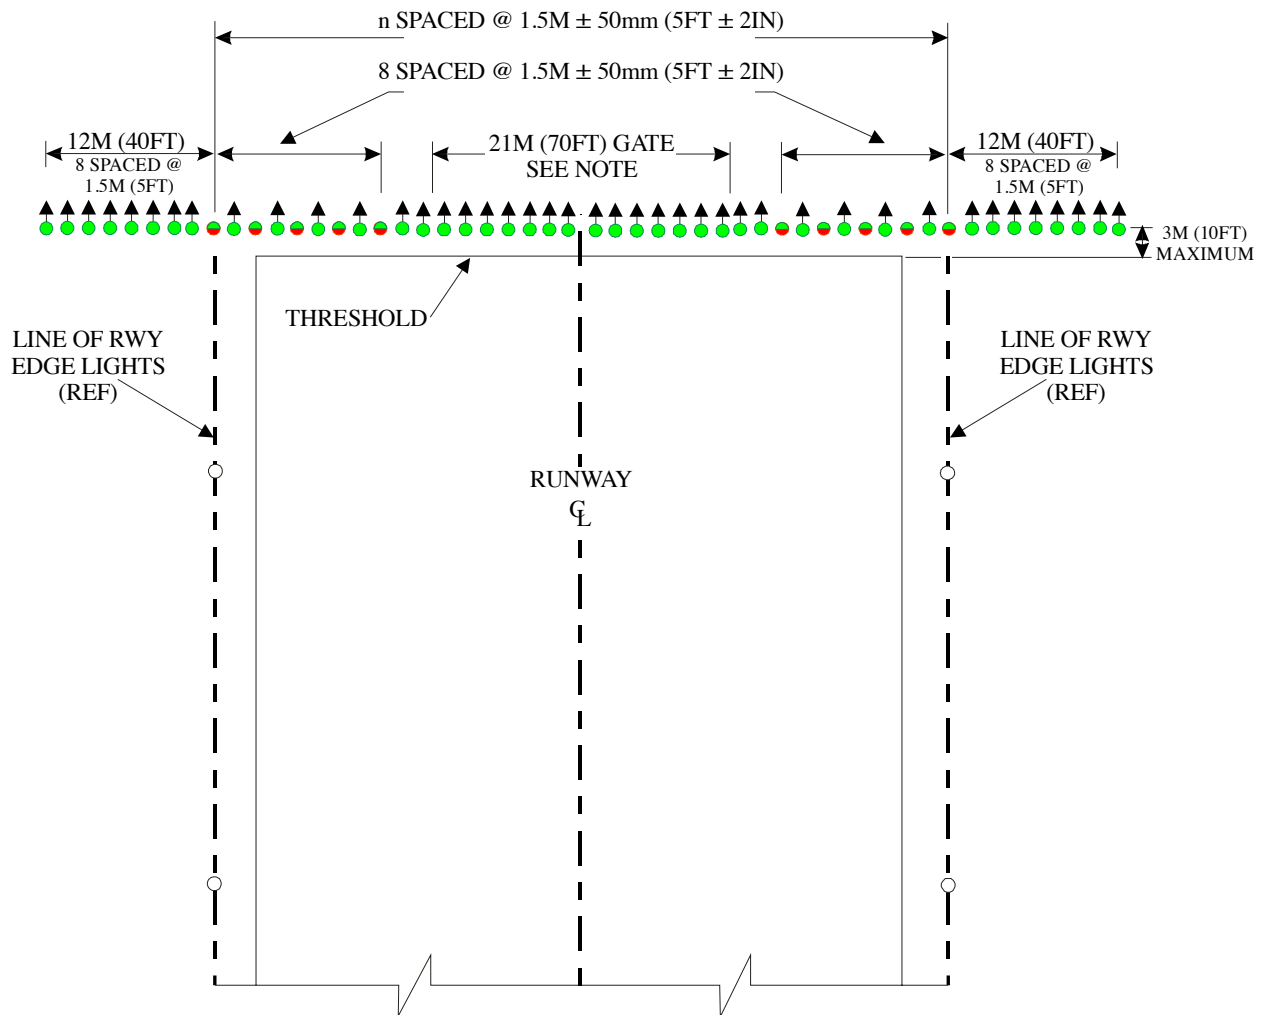 n SPACED @ 1.5M ± 50mm (5FT ± 2IN)
8 SPACED @ 1.5M ± 50mm (5FT ± 2IN)
12M (40FT)
8 SPACED @
1.5M (5FT)
21M (70FT) GATE
SEE NOTE
12M (40FT)
8 SPACED @
1.5M (5FT)
3M (10FT)
MAXIMUM
THRESHOLD
LINE OF RWY
EDGE LIGHTS
(REF)
LINE OF RWY
EDGE LIGHTS
(REF)
RUNWAY
CL